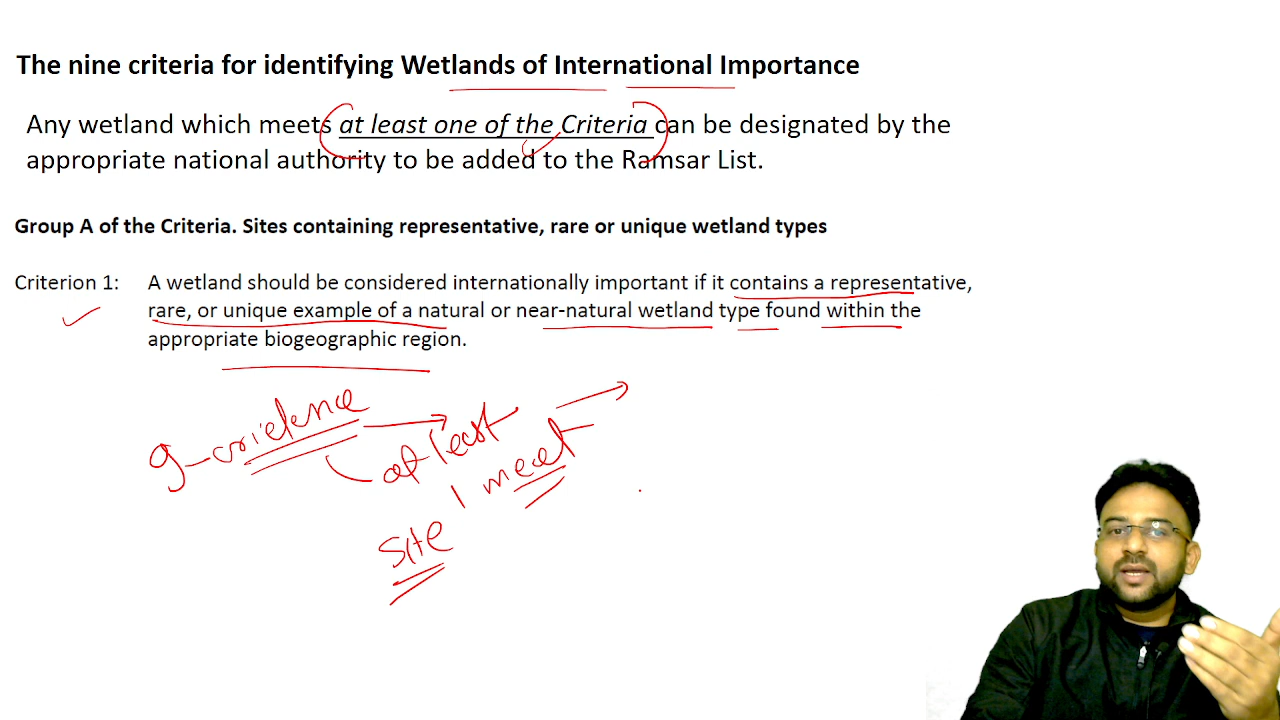 The nine criteria for identifying Wetlands of International Importance
Any wetland which meets at least one of the Criteria can be designated by the
appropriate national authority to be added to the Ramsar List.
Group A of the Criteria. Sites containing representative, rare or unique wetland types
Criterion 1: A wetland should be considered internationally important if it contains a representative,
rare, or unique example of a natural or near-natural wetland type found within the
appropriate biogeographic region.
at least
1 meet
site